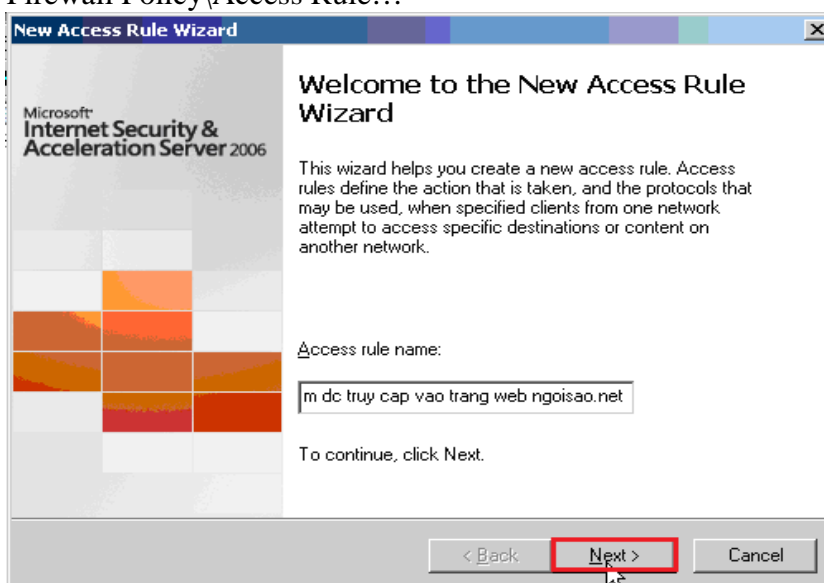 Firewall Policy\Access Rule…
New Access Rule Wizard
Microsoft
Internet Security &
Acceleration Server 2006
Welcome to the New Access Rule
Wizard
This wizard helps you create a new access rule. Access
rules define the action that is taken, and the protocols that
may be used, when specified clients from one network
attempt to access specific destinations or content on
another network.
Access rule name:
m dc truy cap vao trang web ngoisao.net
To continue, click Next.
< Back
Next >
Cancel